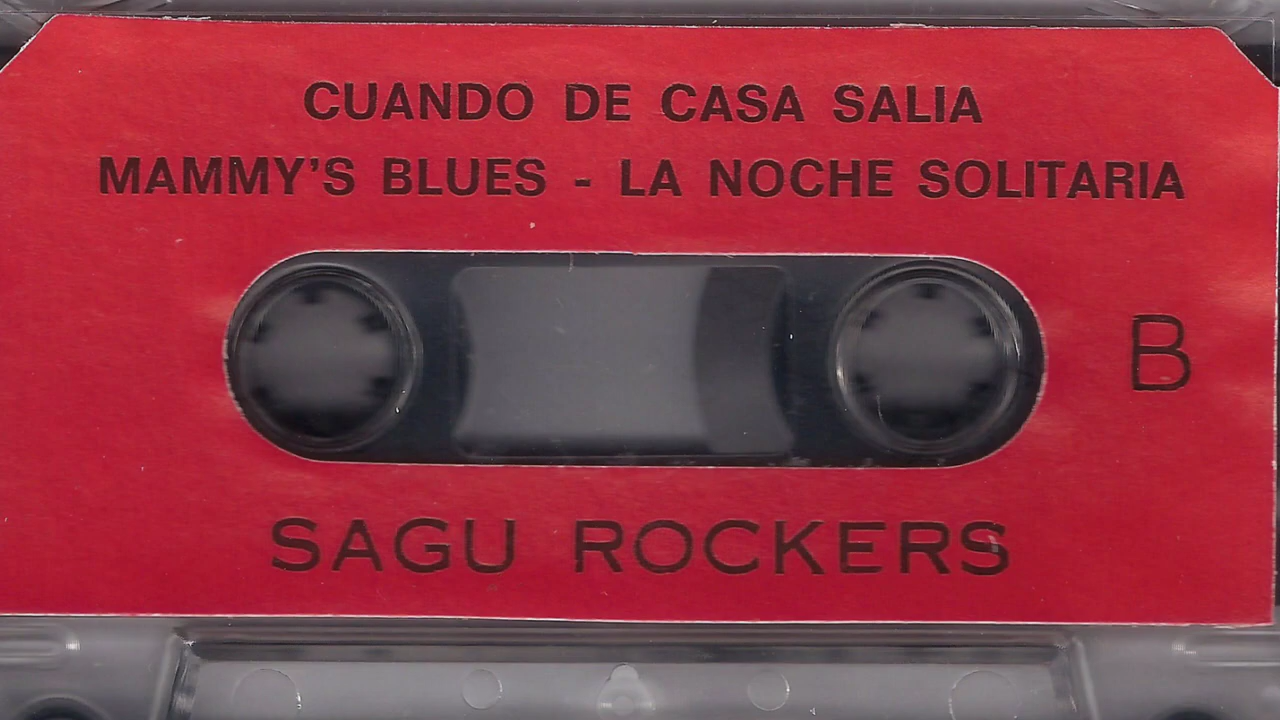 CUANDO DE CASA SALIA
MAMMY'S BLUES - LA NOCHE SOLITARIA
B
SAGU ROCKERS